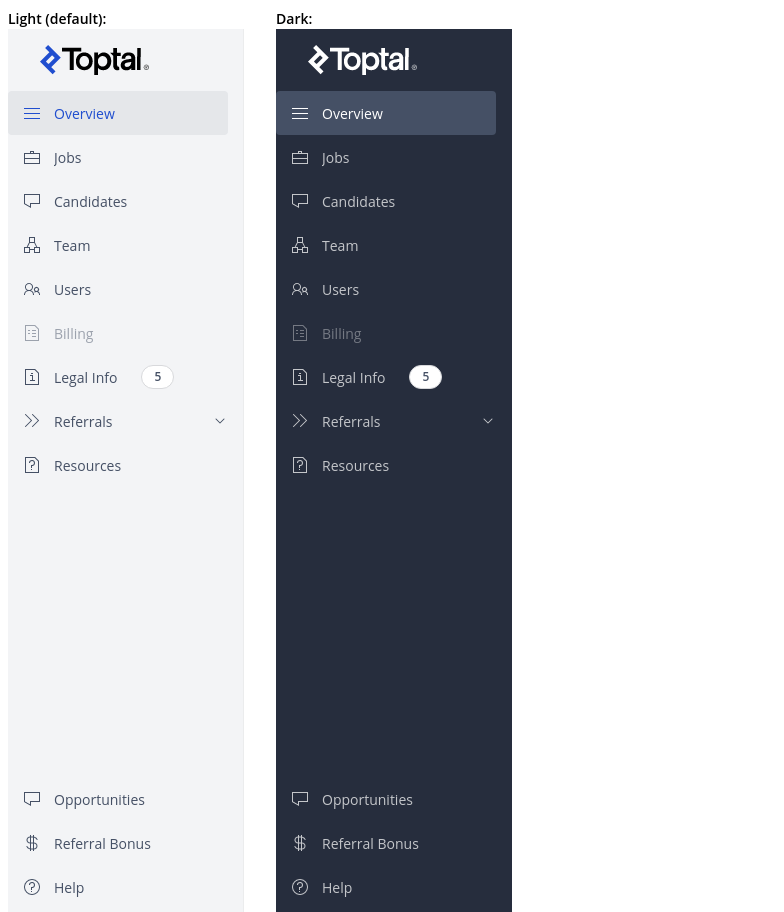 Light (default):
Toptal®
Overview
Jobs
Candidates
Team
Users
Billing
Legal Info 5
Referrals
Resources
Opportunities
Referral Bonus
Help
Dark:
Toptal®
Overview
Jobs
Candidates
Team
Users
Billing
Legal Info 5
Referrals
Resources
Opportunities
Referral Bonus
Help